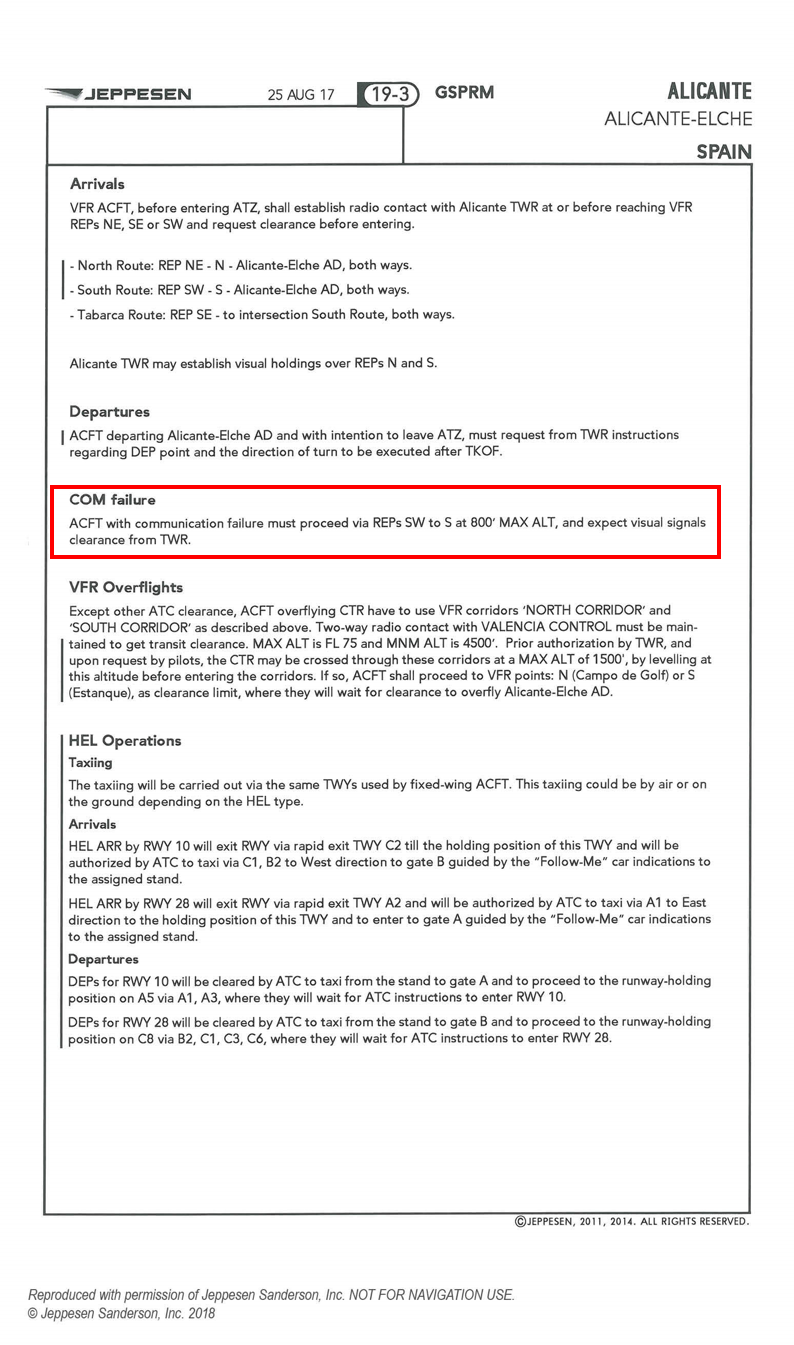 JEPPESEN 25 AUG 17 19-3 GSPRM ALICANTE
ALICANTE-ELCHE
SPAIN
Arrivals
VFR ACFT, before entering ATZ, shall establish radio contact with Alicante TWR at or before reaching VFR
REPs NE, SE or SW and request clearance before entering.
- North Route: REP NE - N - Alicante-Elche AD, both ways.
- South Route: REP SW - S - Alicante-Elche AD, both ways.
- Tabarca Route: REP SE - to intersection South Route, both ways.
Alicante TWR may establish visual holdings over REPs N and S.
Departures
ACFT departing Alicante-Elche AD and with intention to leave ATZ, must request from TWR instructions
regarding DEP point and the direction of turn to be executed after TKOF.
COM failure
ACFT with communication failure must proceed via REPs SW to S at 800' MAX ALT, and expect visual signals
clearance from TWR.
VFR Overflights
Except other ATC clearance, ACFT overflying CTR have to use VFR corridors 'NORTH CORRIDOR' and
'SOUTH CORRIDOR' as described above. Two-way radio contact with VALENCIA CONTROL must be main-
tained to get transit clearance. MAX ALT is FL 75 and MNM ALT is 4500'. Prior authorization by TWR, and
upon request by pilots, the CTR may be crossed through these corridors at a MAX ALT of 1500', by levelling at
this altitude before entering the corridors. If so, ACFT shall proceed to VFR points: N (Campo de Golf) or S
(Estanque), as clearance limit, where they will wait for clearance to overfly Alicante-Elche AD.
HEL Operations
Taxiing
The taxiing will be carried out via the same TWYs used by fixed-wing ACFT. This taxiing could be by air or on
the ground depending on the HEL type.
Arrivals
HEL ARR by RWY 10 will exit RWY via rapid exit TWY C2 till the holding position of this TWY and will be
authorized by ATC to taxi via C1, B2 to West direction to gate B guided by the "Follow-Me" car indications to
the assigned stand.
HEL ARR by RWY 28 will exit RWY via rapid exit TWY A2 and will be authorized by ATC to taxi via A1 to East
direction to the holding position of this TWY and to enter to gate A guided by the "Follow-Me" car indications
to the assigned stand.
Departures
DEPs for RWY 10 will be cleared by ATC to taxi from the stand to gate A and to proceed to the runway-holding
position on A5 via A1, A3, where they will wait for ATC instructions to enter RWY 10.
DEPs for RWY 28 will be cleared by ATC to taxi from the stand to gate B and to proceed to the runway-holding
position on C8 via B2, C1, C3, C6, where they will wait for ATC instructions to enter RWY 28.
©JEPPESEN, 2011, 2014. ALL RIGHTS RESERVED.
Reproduced with permission of Jeppesen Sanderson, Inc. NOT FOR NAVIGATION USE.
© Jeppesen Sanderson, Inc. 2018